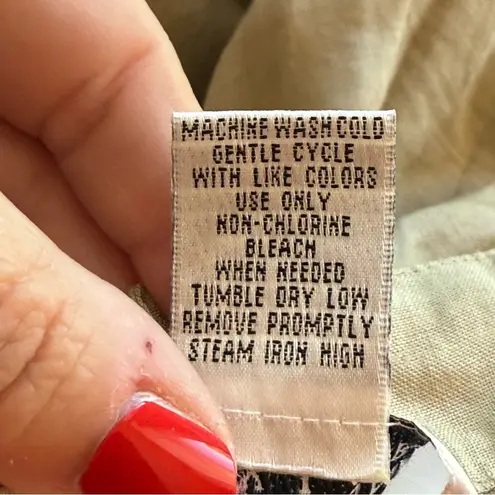 MACHINE WASH COLD
GENTLE CYCLE
WITH LIKE COLORS
USE ONLY
NON-CHLORINE
BLEACH
WHEN NEEDED
TUMBLE DRY LOW
REMOVE PROMPTLY
STEAM IRON HIGH